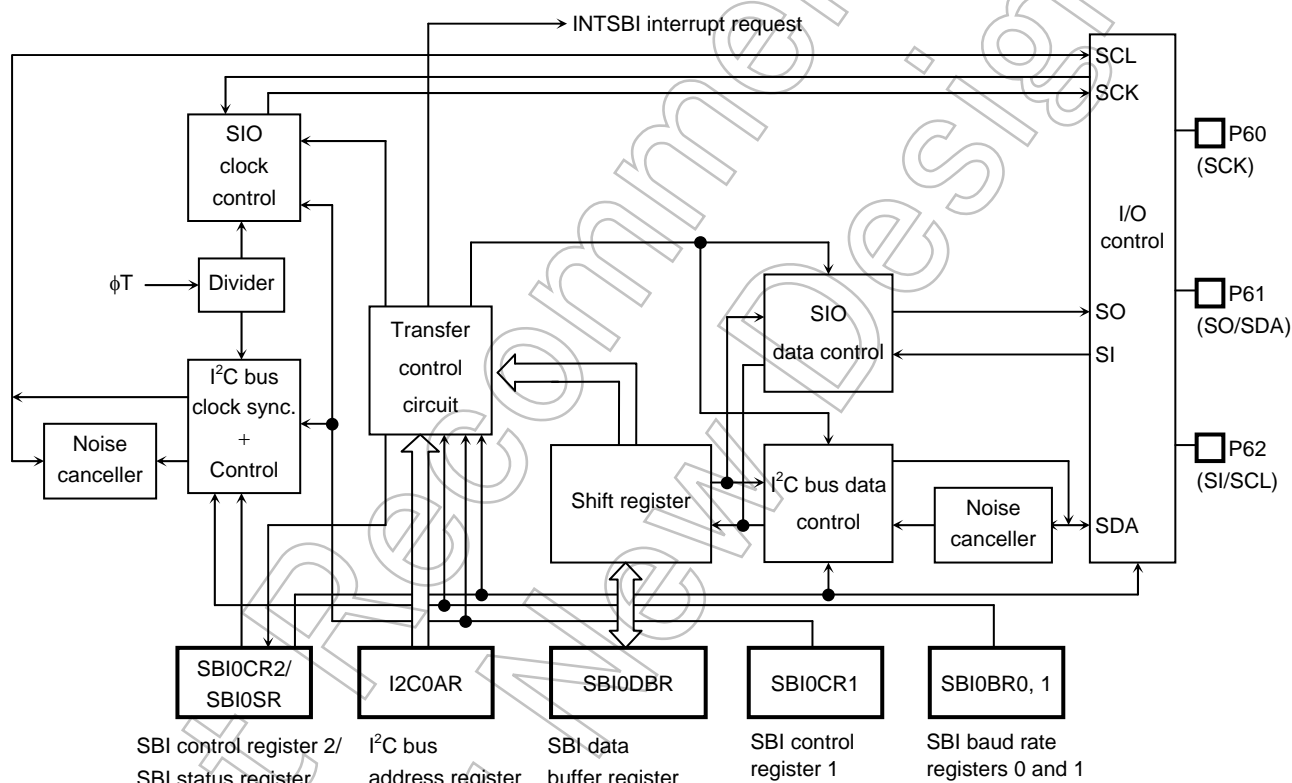 INTSBI interrupt request
SCL
SCK
SIO
clock
control
P60
(SCK)
I/O
control
φT
Divider
P61
(SO/SDA)
SO
SI
Transfer
control
circuit
SIO
data control
I²C bus
clock sync.
+
Control
Noise
canceller
P62
(SI/SCL)
Shift register
I²C bus data
control
Noise
canceller
SDA
SBI0CR2/
SBI0SR
I2C0AR
SBI0DBR
SBI0CR1
SBI0BR0, 1
SBI control register 2/
SBI status register
I²C bus
address register
SBI data
buffer register
SBI control
register 1
SBI baud rate
registers 0 and 1
t Recommen
New Design